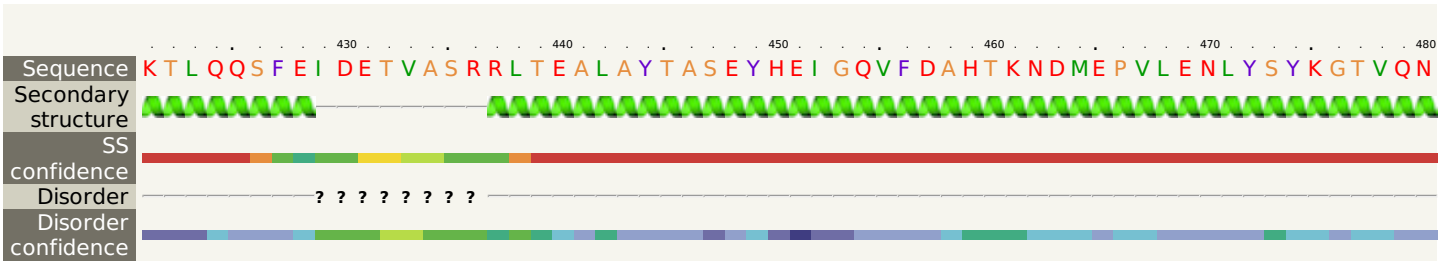 430 440 450 460 470 480
Sequence K T L Q Q S F E I D E T V A S R R L T E A L A Y T A S E Y H E I G Q V F D A H T K N D M E P V L E N L Y S Y K G T V Q N
Secondary
structure
SS
confidence
Disorder ? ? ? ? ? ? ? ?
Disorder
confidence